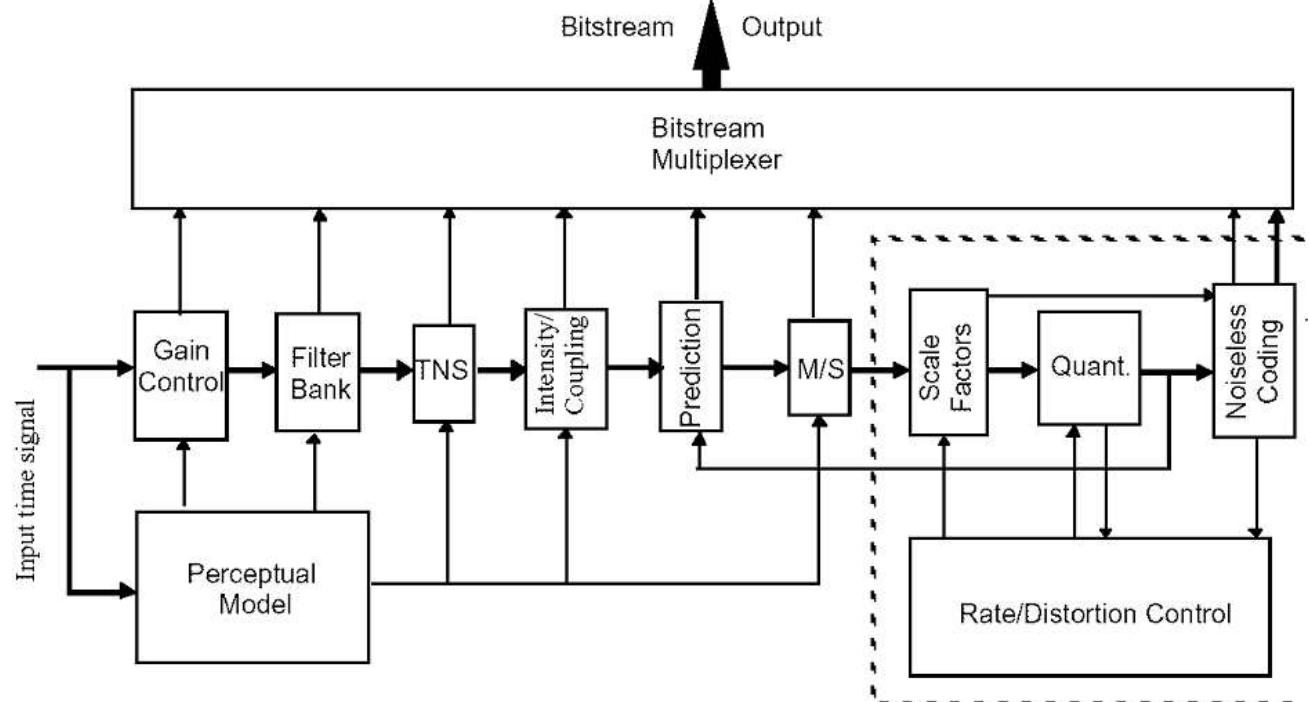 Bitstream Output
Bitstream
Multiplexer
Gain
Control
Filter
Bank
TNS
Intensity/
Coupling
Prediction
M/S
Scale
Factors
Quant.
Noiseless
Coding
Input time signal
Perceptual
Model
Rate/Distortion Control